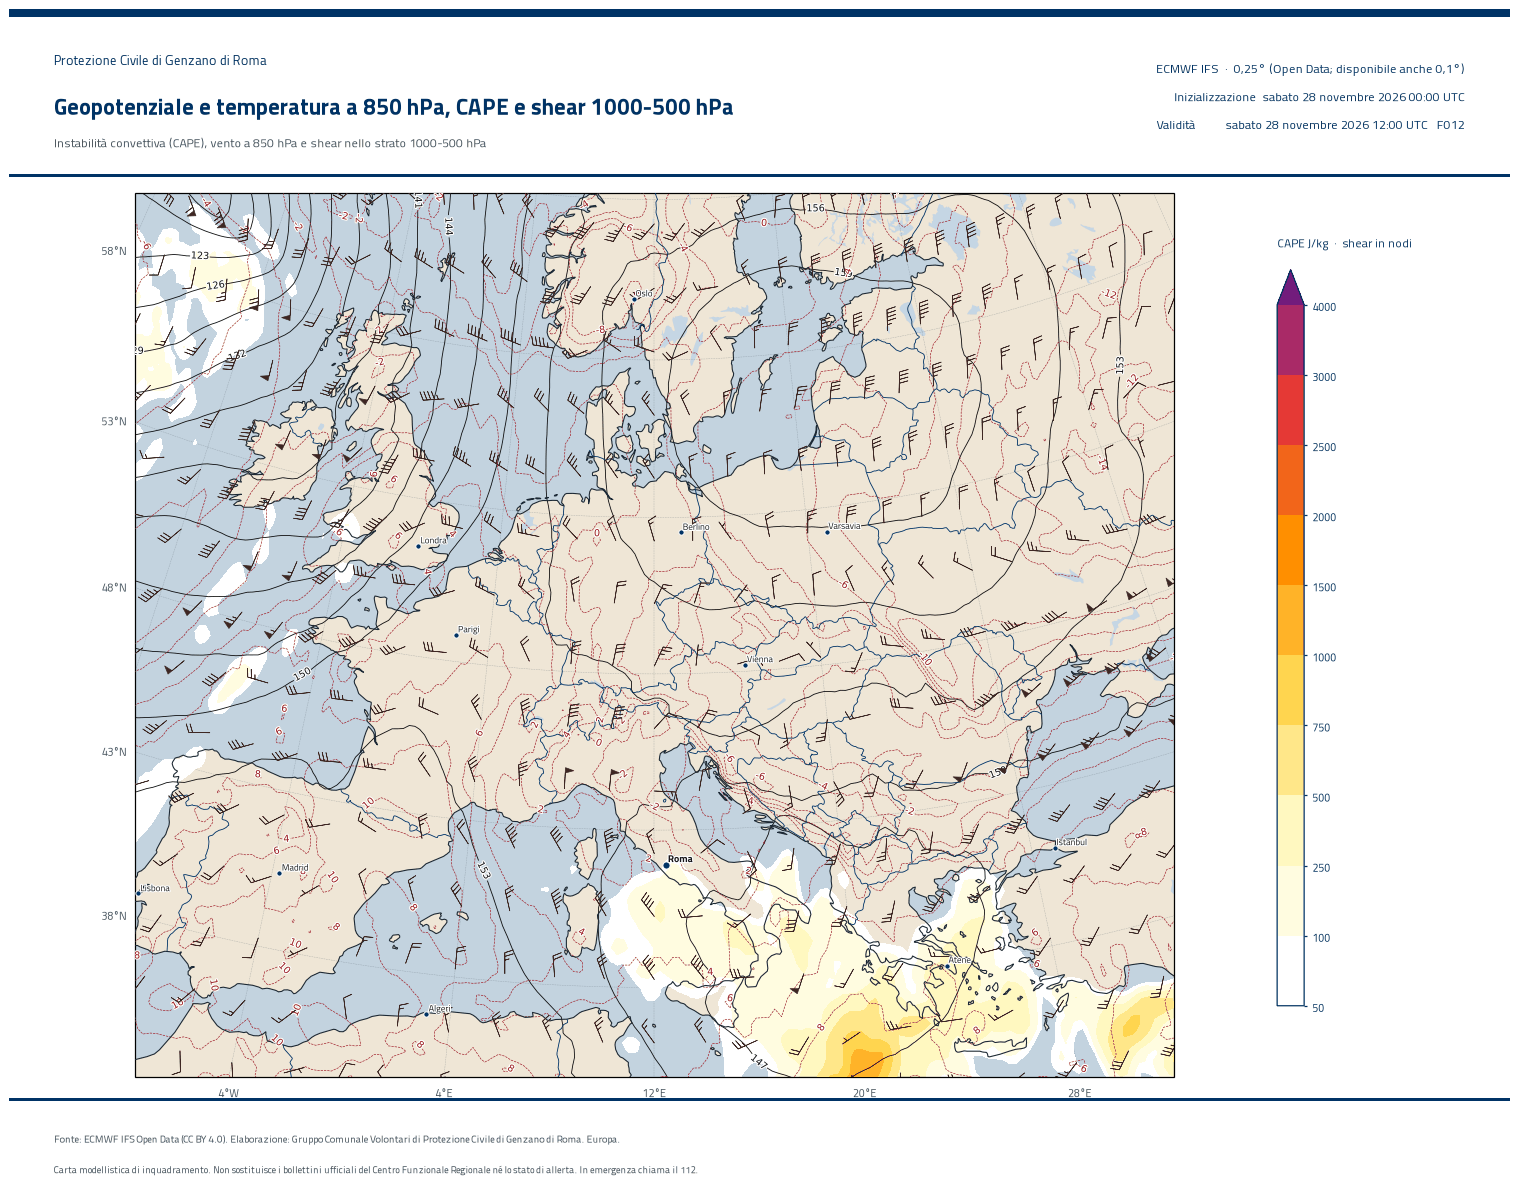 Protezione Civile di Genzano di Roma
Geopotenziale e temperatura a 850 hPa, CAPE e shear 1000-500 hPa
Instabilità convettiva (CAPE), vento a 850 hPa e shear nello strato 1000-500 hPa
ECMWF IFS · 0,25° (Open Data; disponibile anche 0,1°)
Inizializzazione sabato 28 novembre 2026 00:00 UTC
Validità sabato 28 novembre 2026 12:00 UTC F012
CAPE J/kg · shear in nodi
4000
3000
2500
2000
1500
1000
750
500
250
100
50
58°N
53°N
48°N
43°N
38°N
4°W
4°E
12°E
20°E
28°E
Oslo
Londra
Berlino
Varsavia
Parigi
Vienna
Madrid
Lisbona
Roma
Istanbul
Atene
Algeri
123
126
144
156
153
150
153
147
Fonte: ECMWF IFS Open Data (CC BY 4.0). Elaborazione: Gruppo Comunale Volontari di Protezione Civile di Genzano di Roma. Europa.
Carta modellistica di inquadramento. Non sostituisce i bollettini ufficiali del Centro Funzionale Regionale né lo stato di allerta. In emergenza chiama il 112.